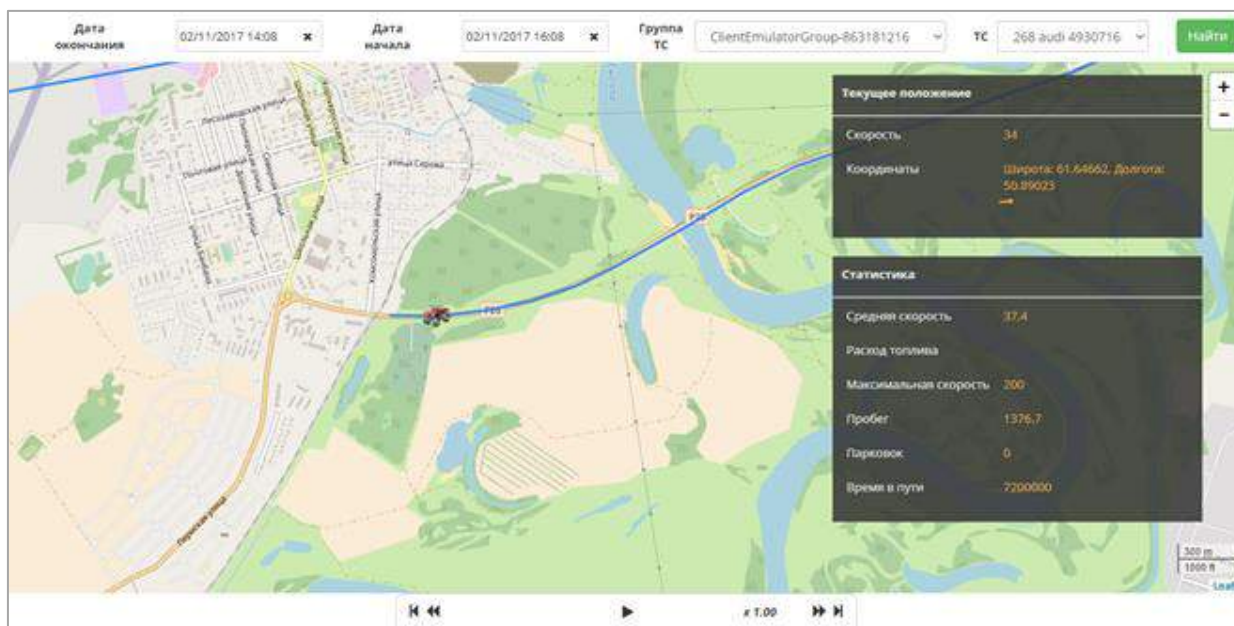 Дата окончания
02/11/2017 14:08
Дата начала
02/11/2017 16:08
Группа ТС
ClientEmulatorGroup-863181216
ТС
268 audi 4930716
Найти
Текущее положение
Скорость 34
Координаты Широта: 61.64662, Долгота: 50.89023
Статистика
Средняя скорость 37,4
Расход топлива
Максимальная скорость 200
Пробег 1376,7
Парковок 0
Время в пути 7200000
+
−
Лесозаводская улица
улица Серова
Комсомольская улица
Пермская улица
300 m
1000 ft
Leaf
x 1.00